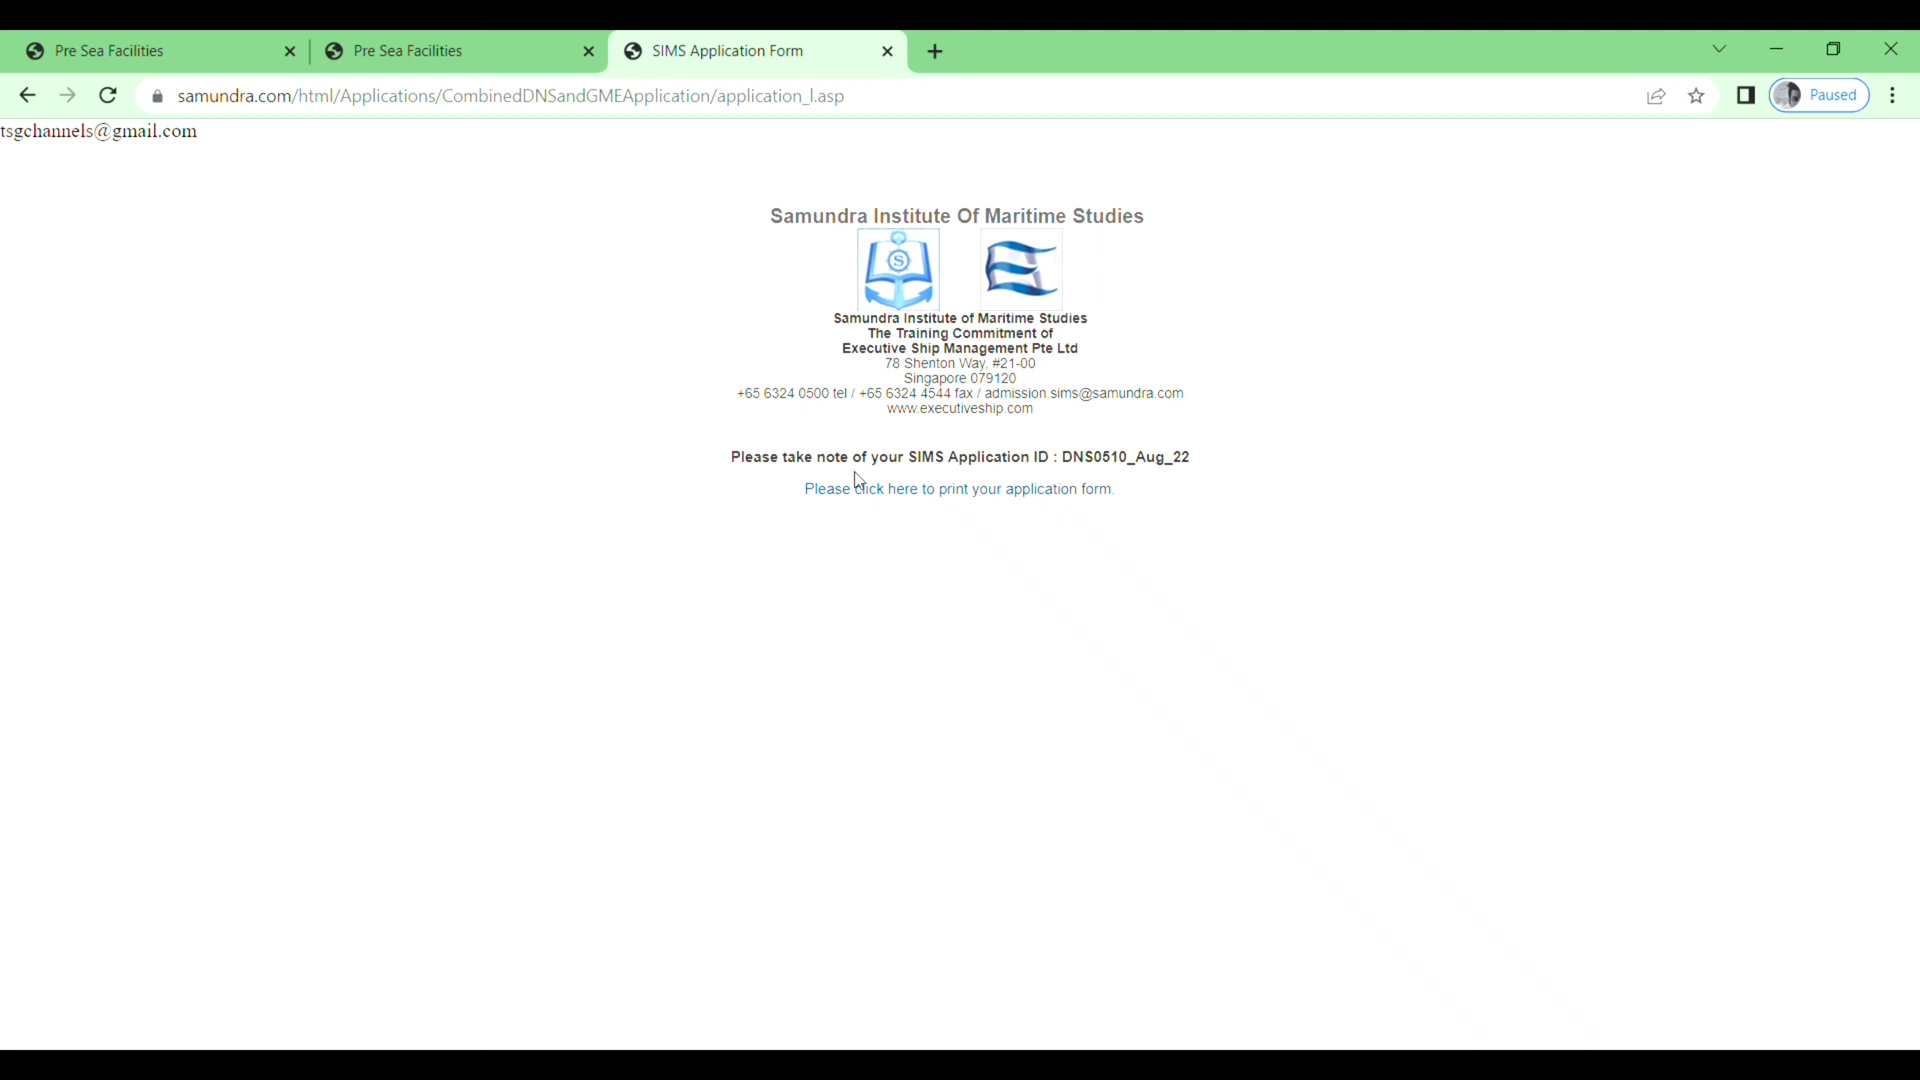 Pre Sea Facilities
Pre Sea Facilities
SIMS Application Form
samundra.com/html/Applications/CombinedDNSandGMEApplication/application_l.asp
Paused
tsgchannels@gmail.com
Samundra Institute Of Maritime Studies
S
Samundra Institute of Maritime Studies
The Training Commitment of
Executive Ship Management Pte Ltd
78 Shenton Way, #21-00
Singapore 079120
+65 6324 0500 tel / +65 6324 4544 fax / admission.sims@samundra.com
www.executiveship.com
Please take note of your SIMS Application ID : DNS0510_Aug_22
Please click here to print your application form.